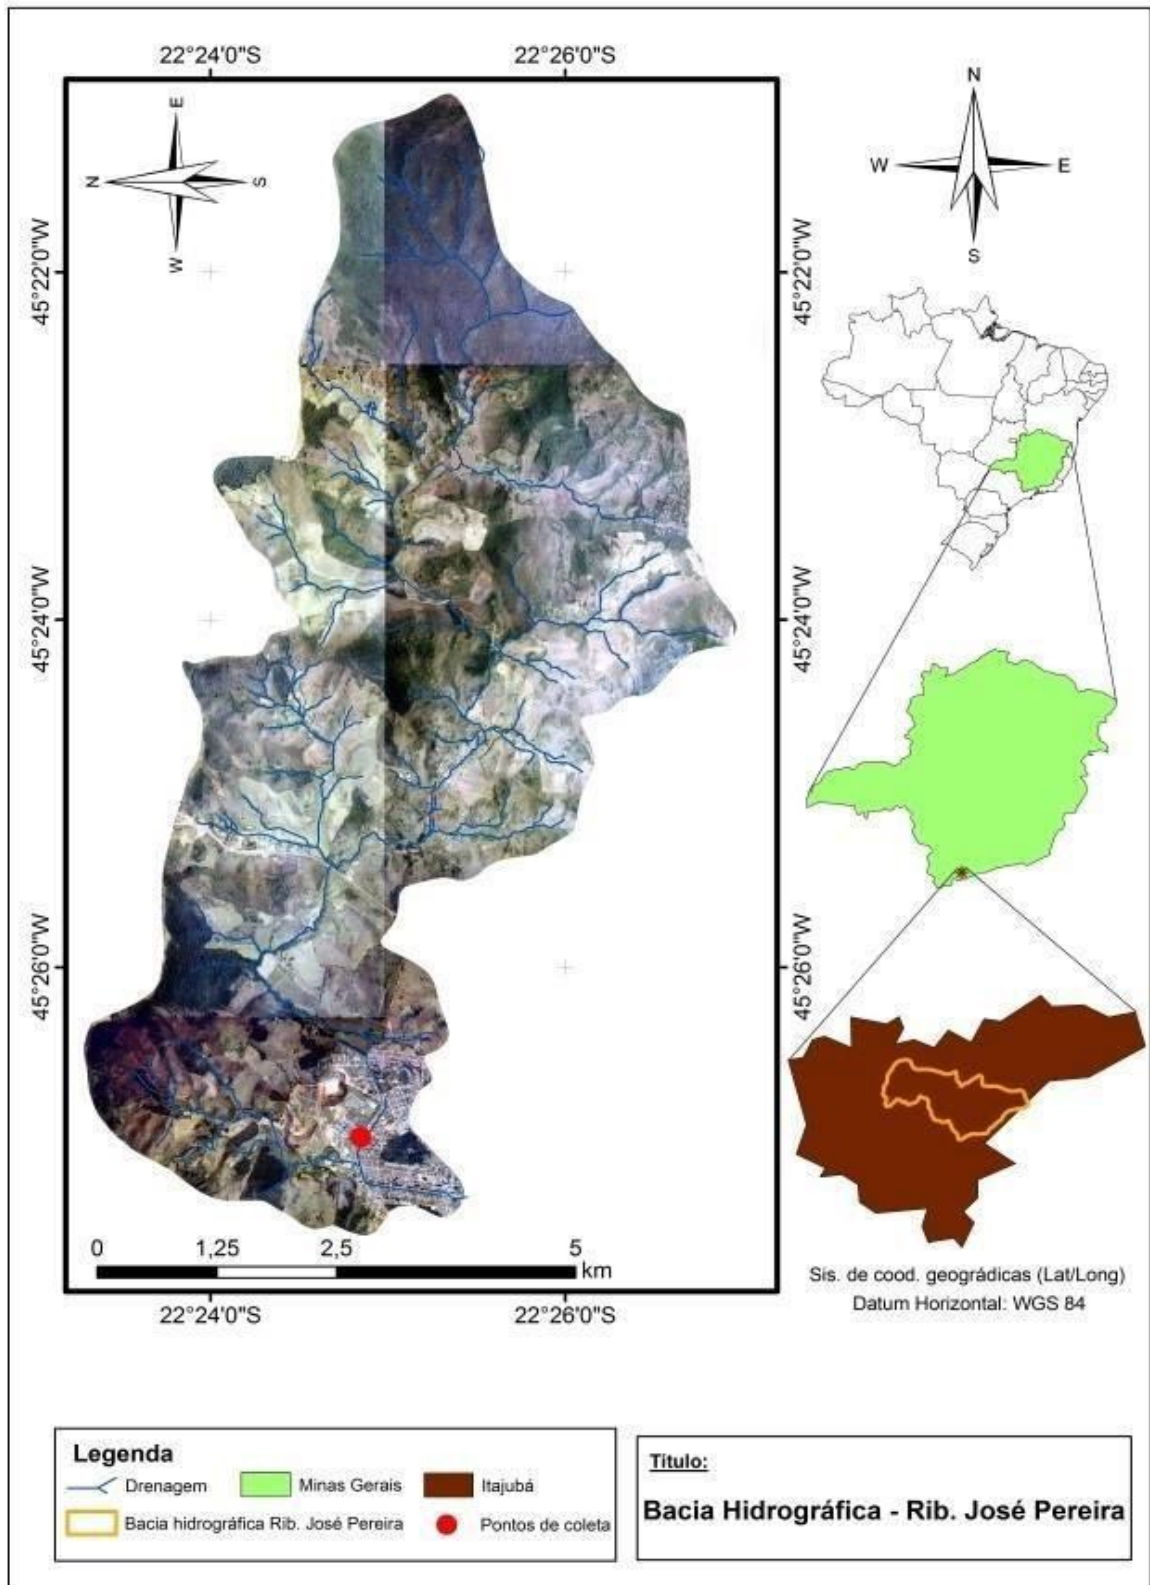 22°24'0"S
22°26'0"S
E
N
S
W
N
W
E
S
45°22'0"W
45°22'0"W
45°24'0"W
45°24'0"W
45°26'0"W
45°26'0"W
0
1,25
2,5
5
km
22°24'0"S
22°26'0"S
Sis. de cood. geográdicas (Lat/Long)
Datum Horizontal: WGS 84
Legenda
Drenagem
Minas Gerais
Itajubá
Bacia hidrográfica Rib. José Pereira
Pontos de coleta
Título:
Bacia Hidrográfica - Rib. José Pereira